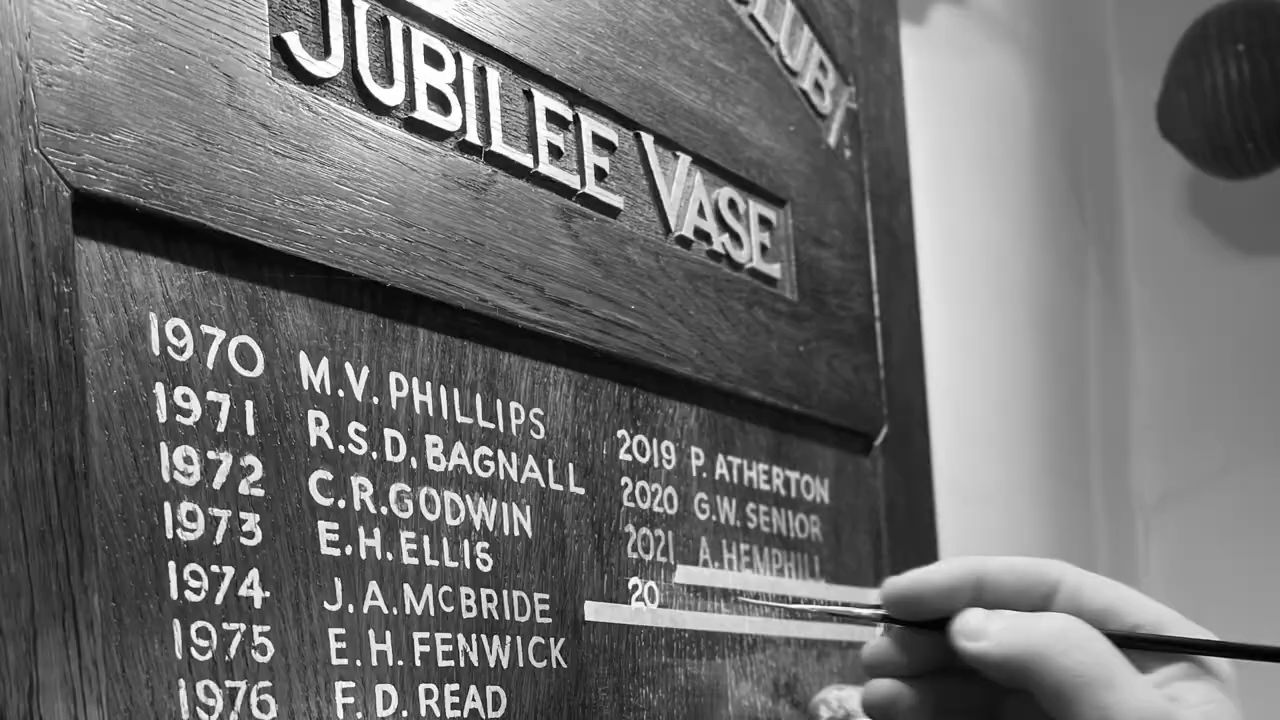 JUBILEE VASE
1970 M.V. PHILLIPS
1971 R.S.D. BAGNALL
1972 C.R. GODWIN
1973 E.H. ELLIS
1974 J.A. McBRIDE
1975 E.H. FENWICK
1976 F.D. READ
2019 P. ATHERTON
2020 G.W. SENIOR
2021 A. HEMPHILL
20